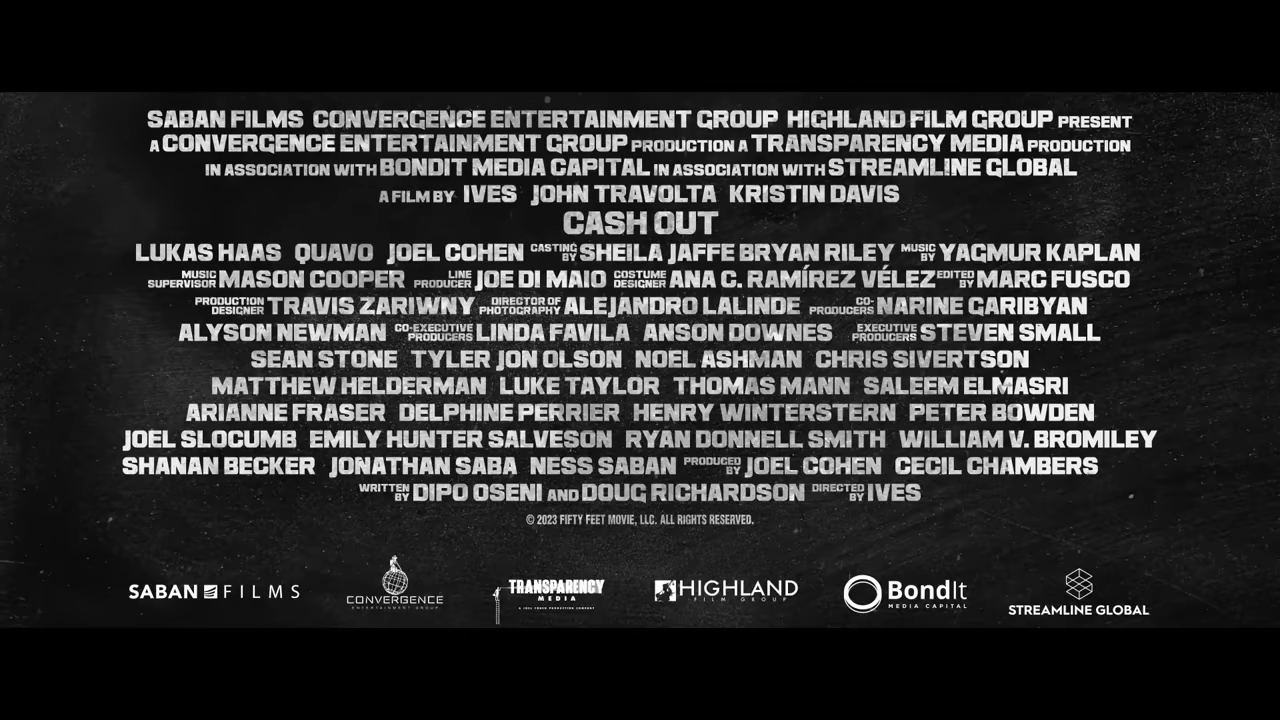 SABAN FILMS CONVERGENCE ENTERTAINMENT GROUP HIGHLAND FILM GROUP PRESENT
A CONVERGENCE ENTERTAINMENT GROUP PRODUCTION A TRANSPARENCY MEDIA PRODUCTION
IN ASSOCIATION WITH BONDIT MEDIA CAPITAL IN ASSOCIATION WITH STREAMLINE GLOBAL
A FILM BY IVES JOHN TRAVOLTA KRISTIN DAVIS
CASH OUT
LUKAS HAAS QUAVO JOEL COHEN CASTING BY SHEILA JAFFE BRYAN RILEY MUSIC BY YAGMUR KAPLAN
MUSIC SUPERVISOR MASON COOPER LINE PRODUCER JOE DI MAIO COSTUME DESIGNER ANA C. RAMÍREZ VÉLEZ EDITED BY MARC FUSCO
PRODUCTION DESIGNER TRAVIS ZARIWNY DIRECTOR OF PHOTOGRAPHY ALEJANDRO LALINDE CO-PRODUCERS NARINE GARIBYAN
ALYSON NEWMAN CO-EXECUTIVE PRODUCERS LINDA FAVILA ANSON DOWNES EXECUTIVE PRODUCERS STEVEN SMALL
SEAN STONE TYLER JON OLSON NOEL ASHMAN CHRIS SIVERTSON
MATTHEW HELDERMAN LUKE TAYLOR THOMAS MANN SALEEM ELMASRI
ARIANNE FRASER DELPHINE PERRIER HENRY WINTERSTERN PETER BOWDEN
JOEL SLOCUMB EMILY HUNTER SALVESON RYAN DONNELL SMITH WILLIAM V. BROMILEY
SHANAN BECKER JONATHAN SABA NESS SABAN PRODUCED BY JOEL COHEN CECIL CHAMBERS
WRITTEN BY DIPO OSENI AND DOUG RICHARDSON DIRECTED BY IVES
© 2023 FIFTY FEET MOVIE, LLC. ALL RIGHTS RESERVED.
SABAN FILMS
CONVERGENCE
ENTERTAINMENT GROUP
TRANSPARENCY
MEDIA
A JOEL COHEN PRODUCTION COMPANY
HIGHLAND
FILM GROUP
BondIt
MEDIA CAPITAL
STREAMLINE GLOBAL